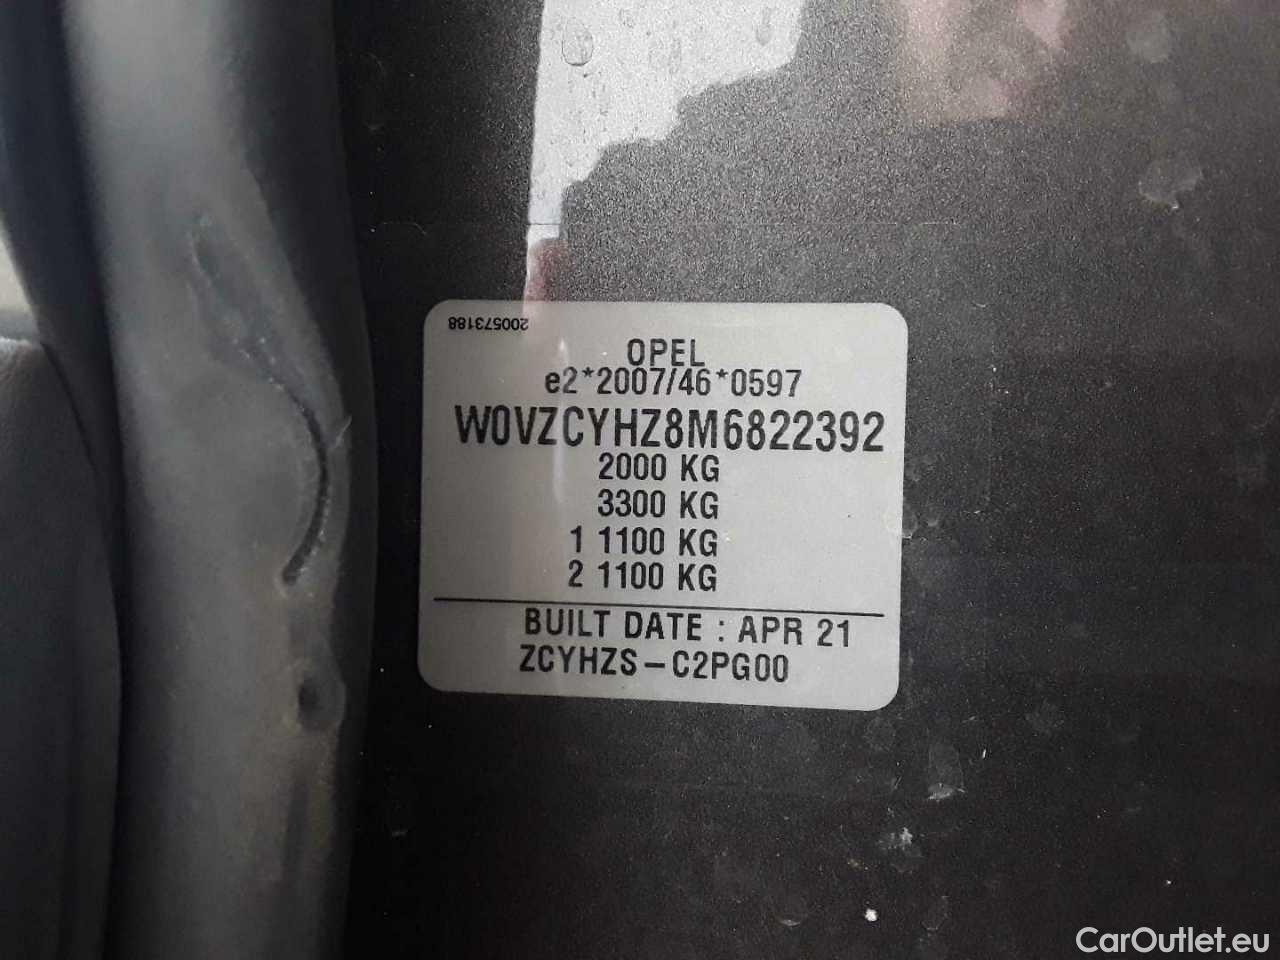 200573188
OPEL
e2*2007/46*0597
W0VZCYHZ8M6822392
2000 KG
3300 KG
1 1100 KG
2 1100 KG
BUILT DATE : APR 21
ZCYHZS-C2PG00
CarOutlet.eu